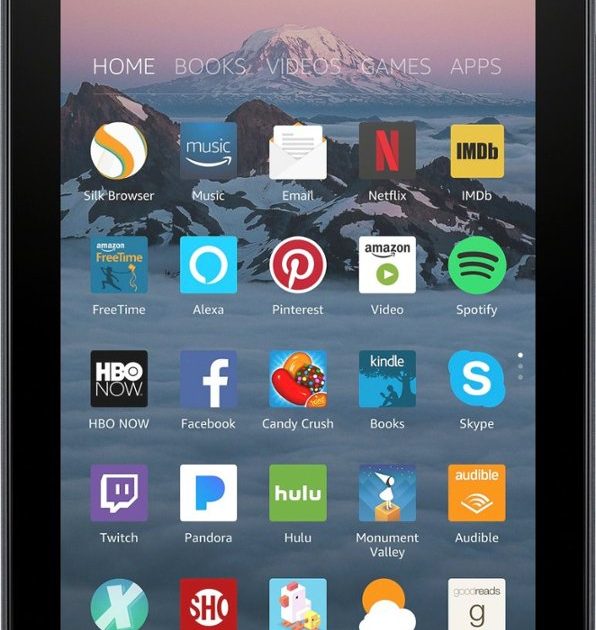 HOME BOOKS VIDEOS GAMES APPS
music IMDb
Silk Browser Music Email Netflix IMDb
amazon
FreeTime
amazon
FreeTime Alexa Pinterest Video Spotify
HBO
NOW
kindle
HBO NOW Facebook Candy Crush Books Skype
hulu
audible
Twitch Pandora Hulu Monument
Valley Audible
SHO
goodreads
g